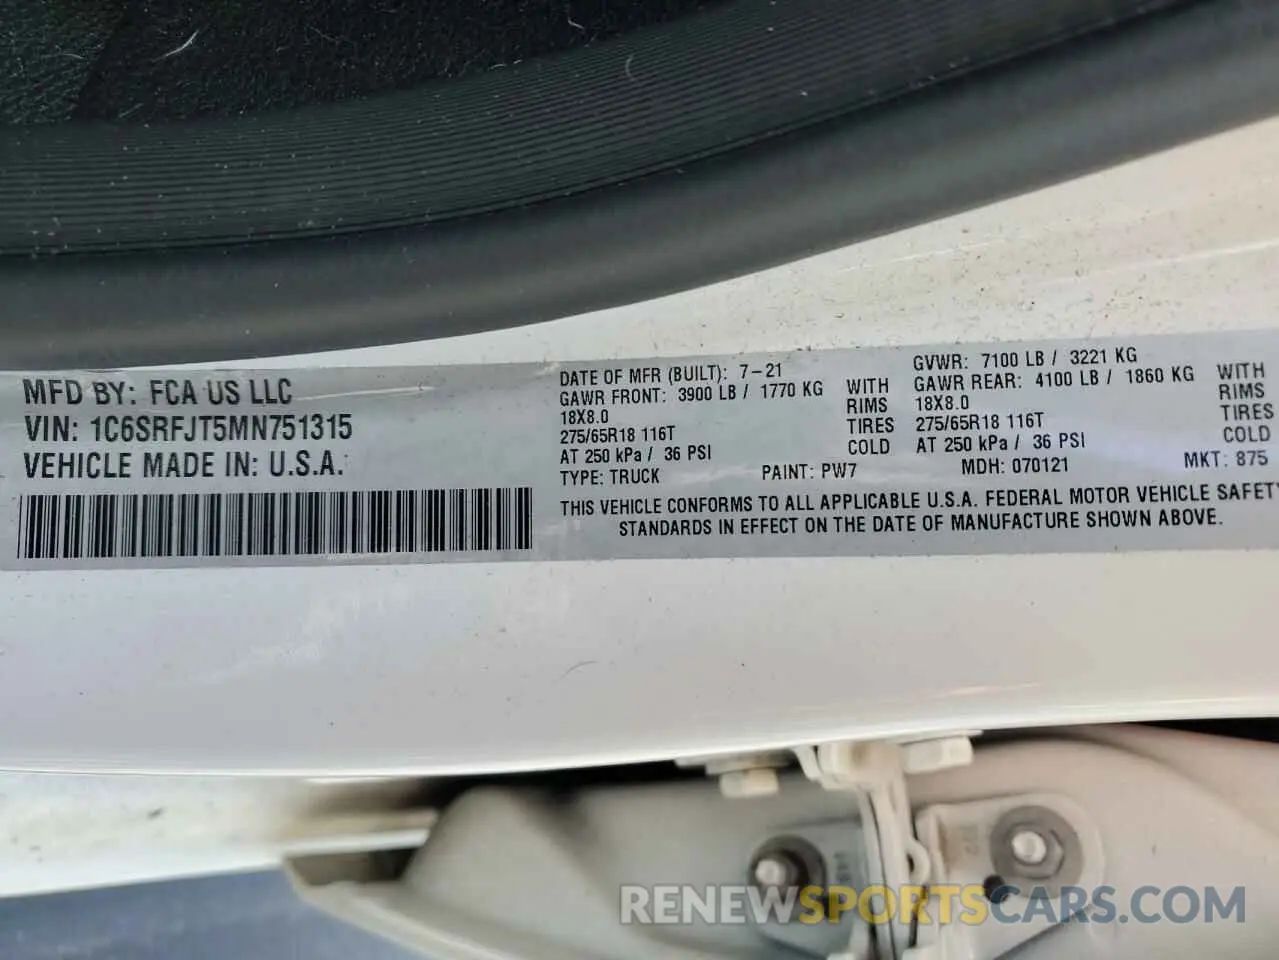 MFD BY: FCA US LLC
VIN: 1C6SRFJT5MN751315
VEHICLE MADE IN: U.S.A.
DATE OF MFR (BUILT): 7-21
GAWR FRONT: 3900 LB / 1770 KG WITH
18X8.0 RIMS
275/65R18 116T TIRES
AT 250 kPa / 36 PSI COLD
GVWR: 7100 LB / 3221 KG
GAWR REAR: 4100 LB / 1860 KG WITH
18X8.0 RIMS
275/65R18 116T TIRES
AT 250 kPa / 36 PSI COLD
TYPE: TRUCK PAINT: PW7 MDH: 070121 MKT: 875
THIS VEHICLE CONFORMS TO ALL APPLICABLE U.S.A. FEDERAL MOTOR VEHICLE SAFETY
STANDARDS IN EFFECT ON THE DATE OF MANUFACTURE SHOWN ABOVE.
RENEWSPORTSCARS.COM